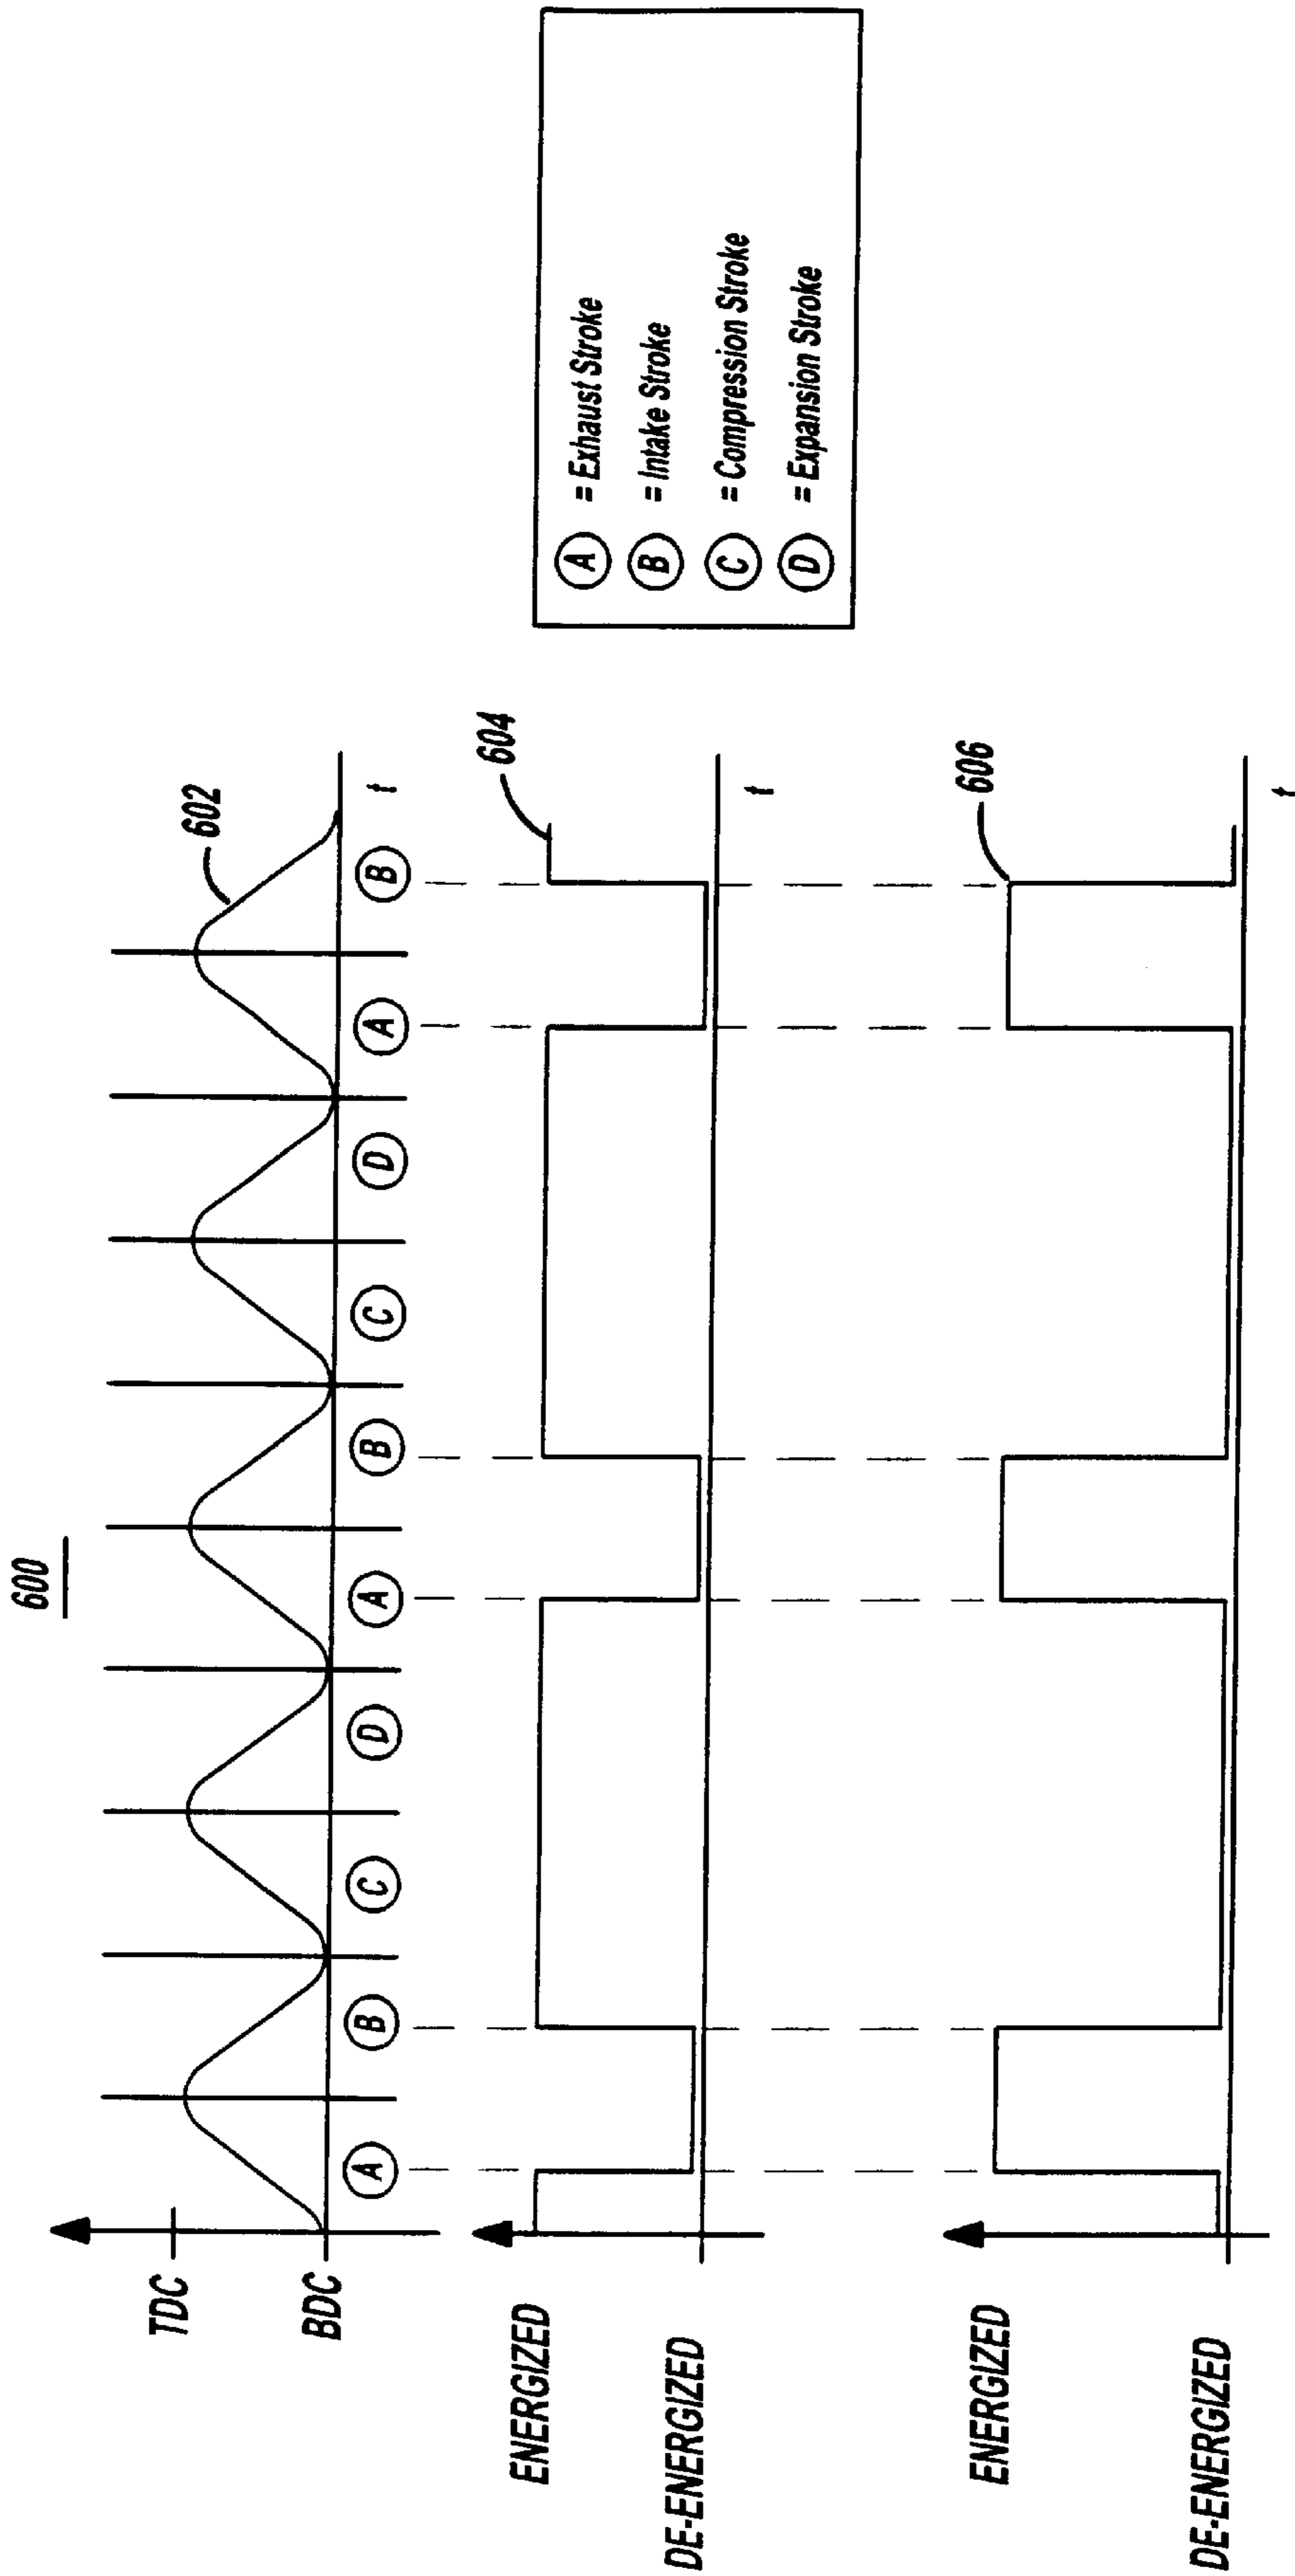 600
TDC
BDC
602
A B C D A B C D A B
t
ENERGIZED
DE-ENERGIZED
604
t
ENERGIZED
DE-ENERGIZED
606
t
A = Exhaust Stroke
B = Intake Stroke
C = Compression Stroke
D = Expansion Stroke